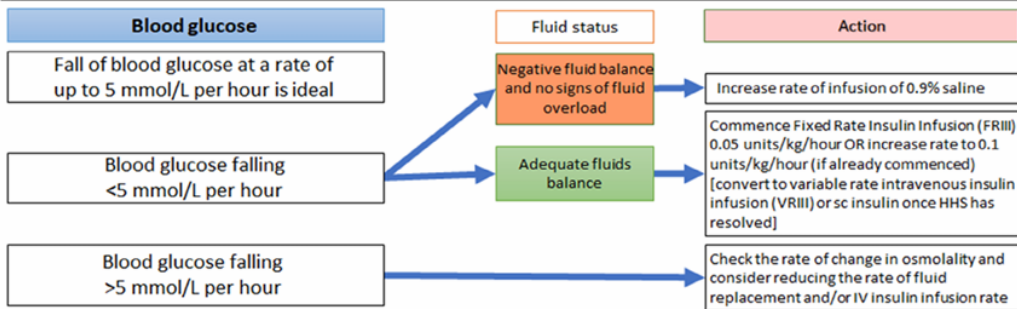 Blood glucose
Fluid status
Action
Fall of blood glucose at a rate of
up to 5 mmol/L per hour is ideal
Negative fluid balance
and no signs of fluid
overload
Increase rate of infusion of 0.9% saline
Blood glucose falling
<5 mmol/L per hour
Adequate fluids
balance
Commence Fixed Rate Insulin Infusion (FRIII)
0.05 units/kg/hour OR increase rate to 0.1
units/kg/hour (if already commenced)
[convert to variable rate intravenous insulin
infusion (VRIII) or sc insulin once HHS has
resolved]
Blood glucose falling
>5 mmol/L per hour
Check the rate of change in osmolality and
consider reducing the rate of fluid
replacement and/or IV insulin infusion rate